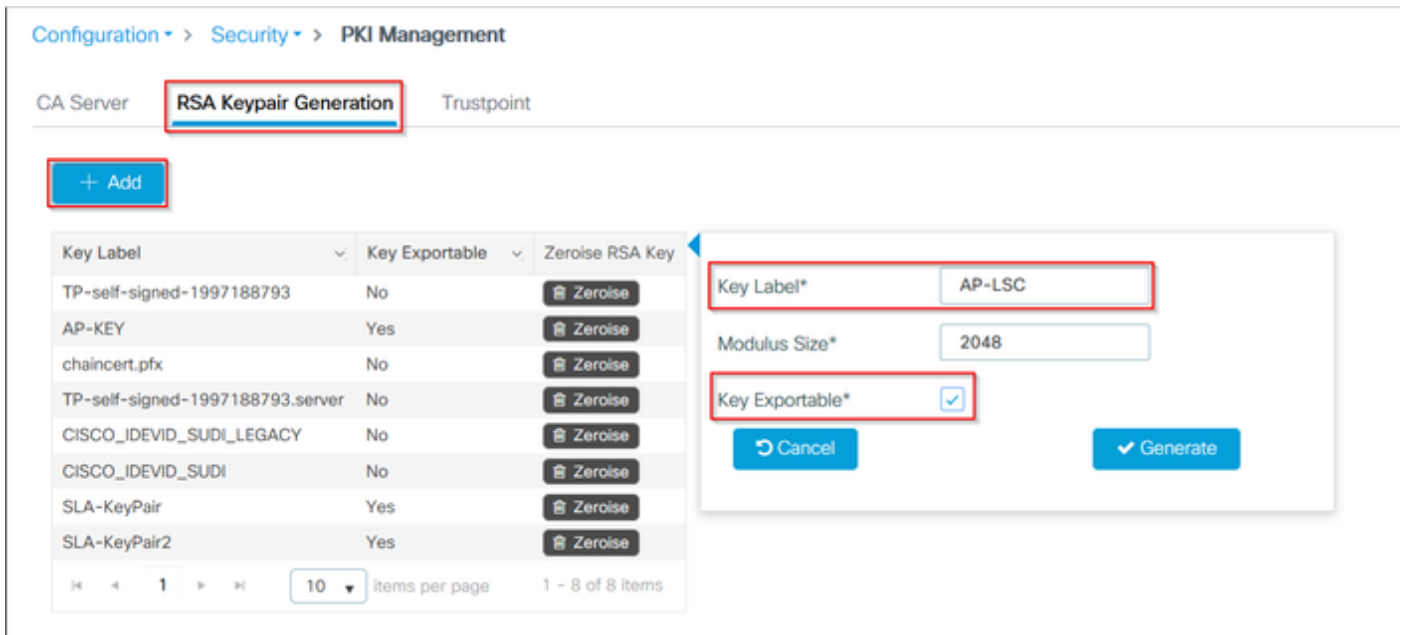 Configuration > Security > PKI Management
CA Server RSA Keypair Generation Trustpoint
+ Add
Key Label Key Exportable Zeroise RSA Key
TP-self-signed-1997188793 No Zeroise
AP-KEY Yes Zeroise
chaincert.pfx No Zeroise
TP-self-signed-1997188793.server No Zeroise
CISCO_IDEVID_SUDI_LEGACY No Zeroise
CISCO_IDEVID_SUDI No Zeroise
SLA-KeyPair Yes Zeroise
SLA-KeyPair2 Yes Zeroise
1 10 items per page 1 - 8 of 8 items
Key Label* AP-LSC
Modulus Size* 2048
Key Exportable*
Cancel Generate